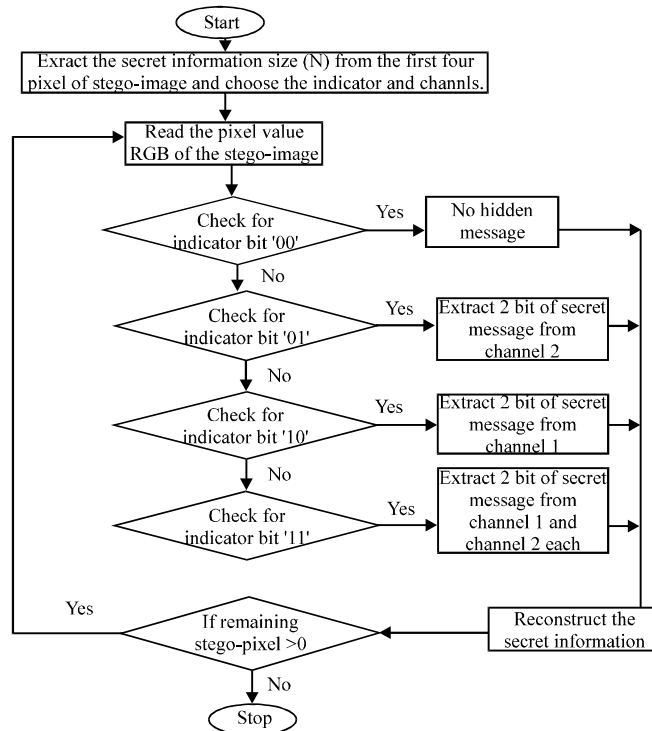 Start
Extract the secret information size (N) from the first four
pixel of stego-image and choose the indicator and channls.
Read the pixel value
RGB of the stego-image
Check for
indicator bit '00'
Yes
No hidden
message
No
Check for
indicator bit '01'
Yes
Extract 2 bit of secret
message from
channel 2
No
Check for
indicator bit '10'
Yes
Extract 2 bit of secret
message from
channel 1
No
Check for
indicator bit '11'
Yes
Extract 2 bit of secret
message from
channel 1 and
channel 2 each
Yes
If remaining
stego-pixel >0
Reconstruct the
secret information
No
Stop